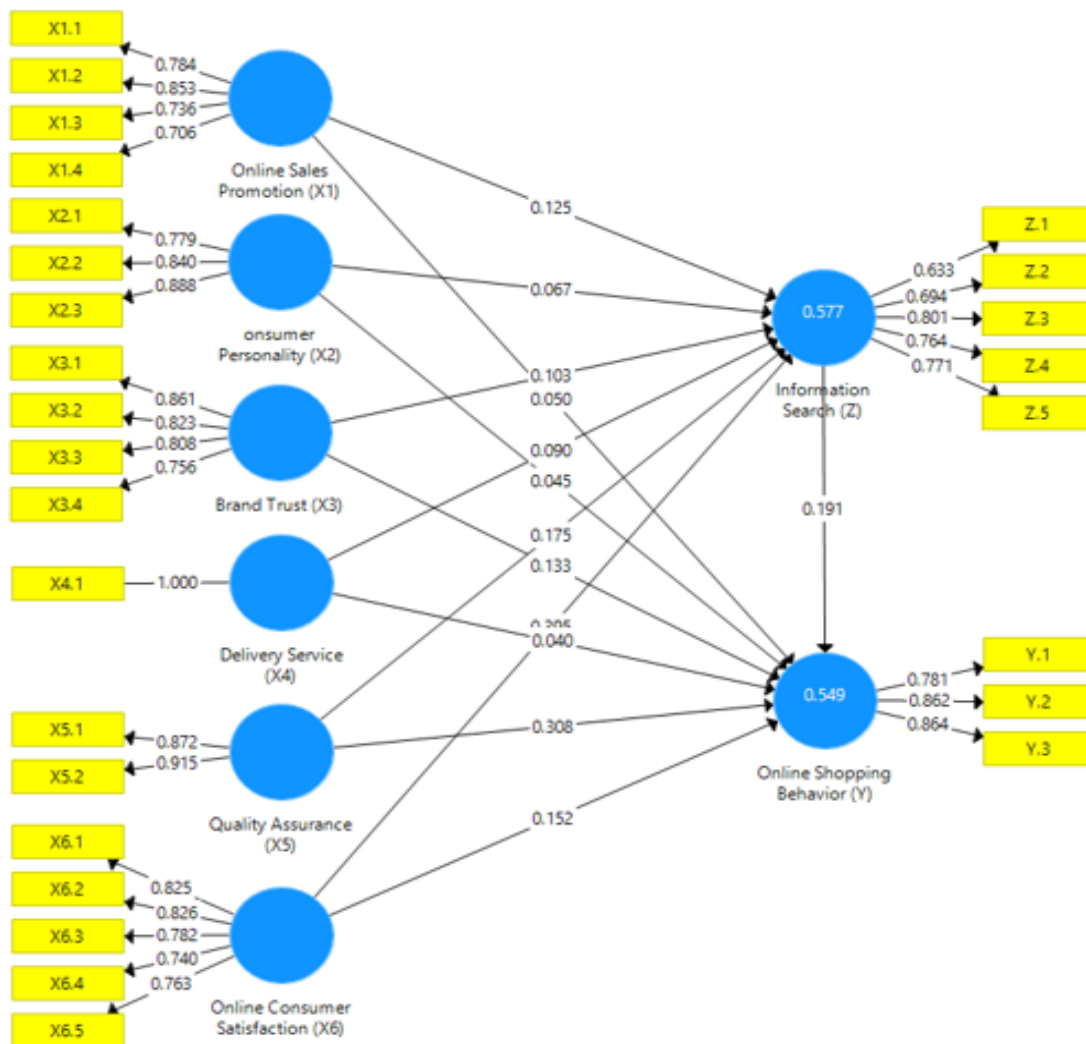 X1.1
X1.2
X1.3
X1.4
0.784
0.853
0.736
0.706
Online Sales
Promotion (X1)
X2.1
X2.2
X2.3
0.779
0.840
0.888
onsumer
Personality (X2)
X3.1
X3.2
X3.3
X3.4
0.861
0.823
0.808
0.756
Brand Trust (X3)
X4.1
1.000
Delivery Service
(X4)
X5.1
X5.2
0.872
0.915
Quality Assurance
(X5)
X6.1
X6.2
X6.3
X6.4
X6.5
0.825
0.826
0.782
0.740
0.763
Online Consumer
Satisfaction (X6)
0.125
0.067
0.103
0.050
0.090
0.045
0.175
0.133
0.040
0.308
0.152
0.577
Information
Search (Z)
0.191
0.549
Online Shopping
Behavior (Y)
0.633
0.694
0.801
0.764
0.771
Z.1
Z.2
Z.3
Z.4
Z.5
0.781
0.862
0.864
Y.1
Y.2
Y.3